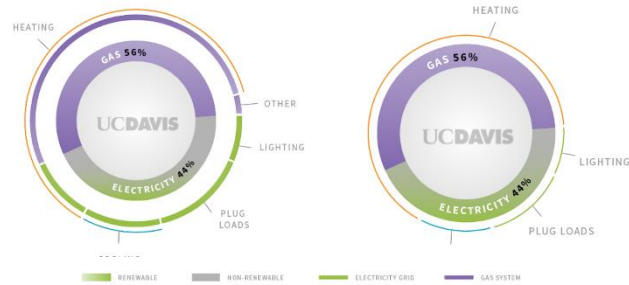 HEATING
GAS 56%
UCDAVIS
OTHER
LIGHTING
ELECTRICITY 44%
PLUG
LOADS
HEATING
GAS 56%
UCDAVIS
LIGHTING
ELECTRICITY 44%
PLUG LOADS
RENEWABLE
NON-RENEWABLE
ELECTRICITY GRID
GAS SYSTEM